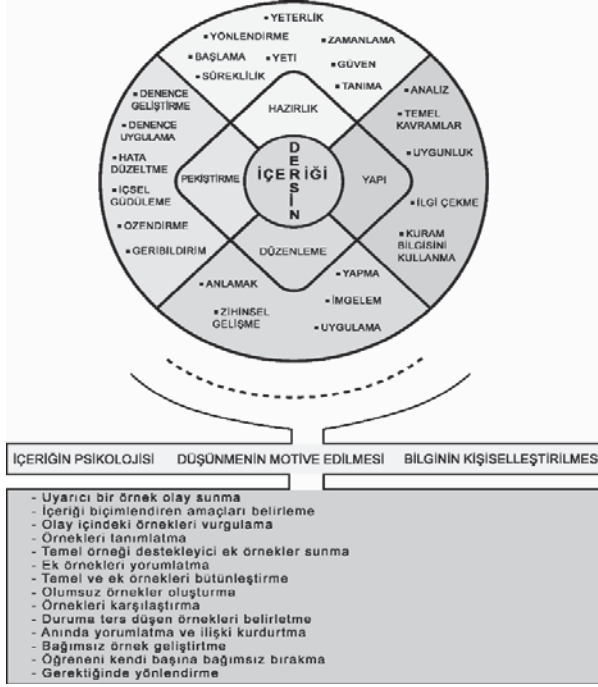 ▪ YETERLİK
▪ YÖNLENDİRME
▪ ZAMANLAMA
▪ BAŞLAMA
▪ YETI
▪ GÜVEN
▪ SÜREKLİLİK
▪ TANIMA
HAZIRLIK
▪ DENENCE
GELİŞTİRME
▪ DENENCE
UYGULAMA
▪ HATA
DÜZELTME
▪ İÇSEL
GÜDÜLEME
▪ ÖZENDİRME
▪ GERİBİLDİRİM
PEKİŞTİRME
DERSİN
İÇERİĞİ
YAPI
▪ ANALİZ
▪ TEMEL
KAVRAMLAR
▪ UYGUNLUK
▪ İLGİ ÇEKME
▪ KURAM
BİLGİSİNİ
KULLANMA
DÜZENLEME
▪ ANLAMAK
▪ ZİHİNSEL
GELİŞME
▪ YAPMA
▪ İMGELEM
▪ UYGULAMA
İÇERİĞİN PSİKOLOJİSİ DÜŞÜNMENİN MOTİVE EDİLMESİ BİLGİNİN KİŞİSELLEŞTİRİLMES
- Uyarıcı bir örnek olay sunma
- İçeriği biçimlendiren amaçları belirleme
- Olay içindeki örnekleri vurgulama
- Örnekleri tanımlatma
- Temel örneği destekleyici ek örnekler sunma
- Ek örnekleri yorumlatma
- Temel ve ek örnekleri bütünleştirme
- Olumsuz örnekler oluşturma
- Örnekleri karşılaştırma
- Duruma ters düşen örnekleri belirletme
- Anında yorumlatma ve ilişki kurdurtma
- Bağımsız örnek geliştirtme
- Öğreneni kendi başına bağımsız bırakma
- Gerektiğinde yönlendirme